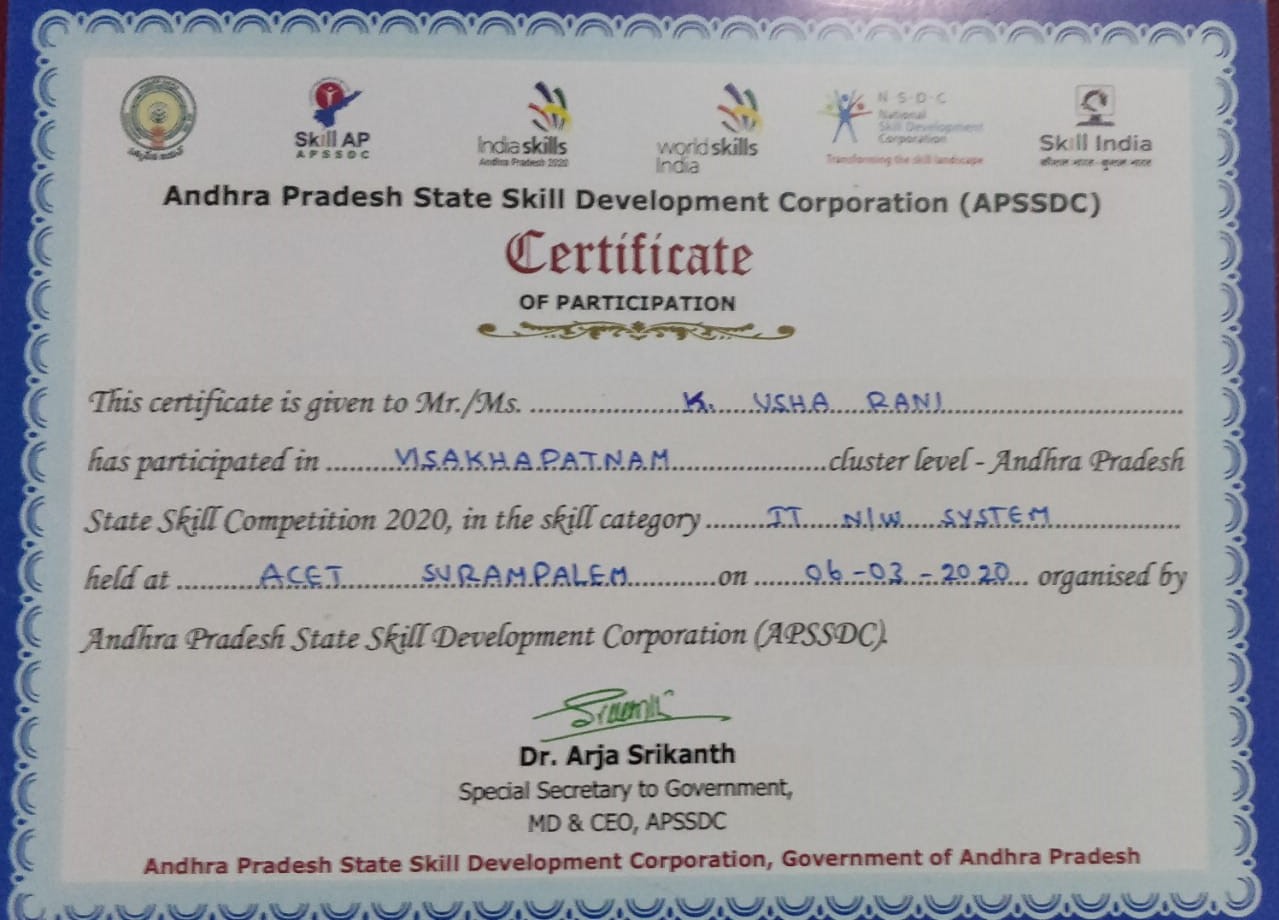 Skill AP
APSSDC
India skills
Andhra Pradesh 2020
world skills
India
N·S·D·C
National
Skill Development
Corporation
Transforming the skill landscape
Skill India
कौशल भारत - कुशल भारत
Andhra Pradesh State Skill Development Corporation (APSSDC)
Certificate
OF PARTICIPATION
This certificate is given to Mr./Ms. K. USHA RANI
has participated in VISAKHAPATNAM cluster level - Andhra Pradesh
State Skill Competition 2020, in the skill category IT N/W SYSTEM
held at ACET SURAMPALEM on 06-03-2020 organised by
Andhra Pradesh State Skill Development Corporation (APSSDC).
Dr. Arja Srikanth
Special Secretary to Government,
MD & CEO, APSSDC
Andhra Pradesh State Skill Development Corporation, Government of Andhra Pradesh